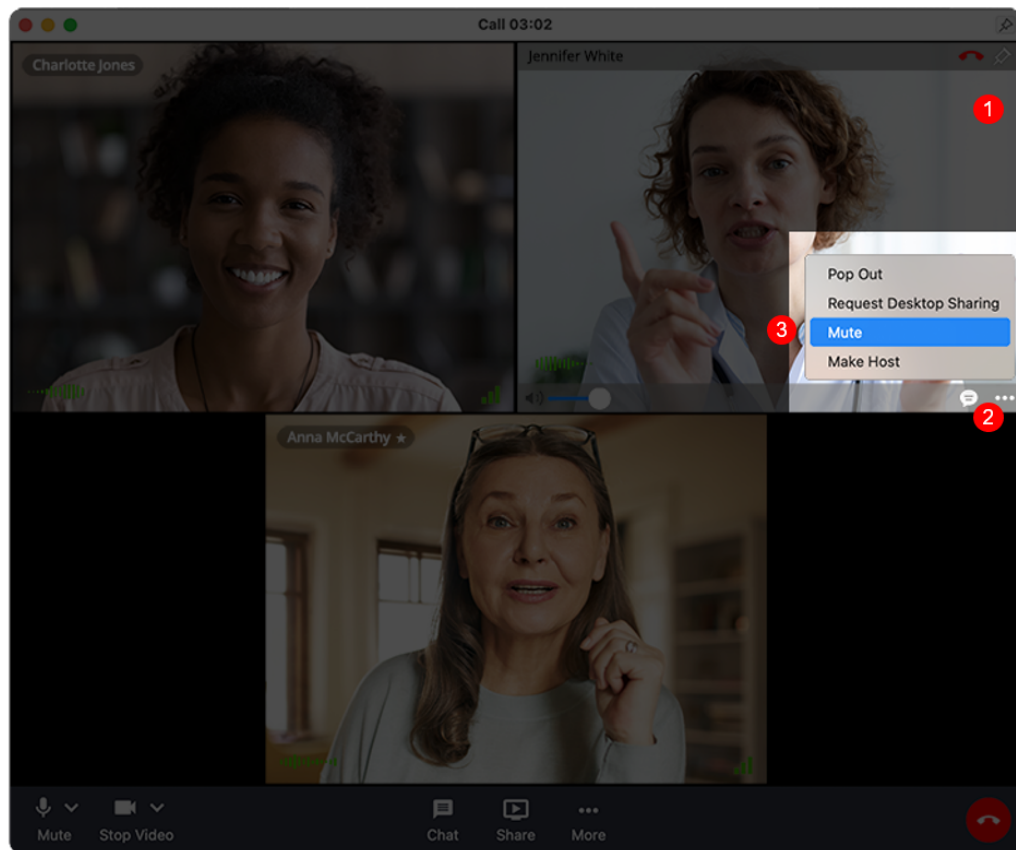 Call 03:02
Charlotte Jones
Jennifer White
1
Pop Out
Request Desktop Sharing
3
Mute
Make Host
2
Anna McCarthy ★
Mute
Stop Video
Chat
Share
More